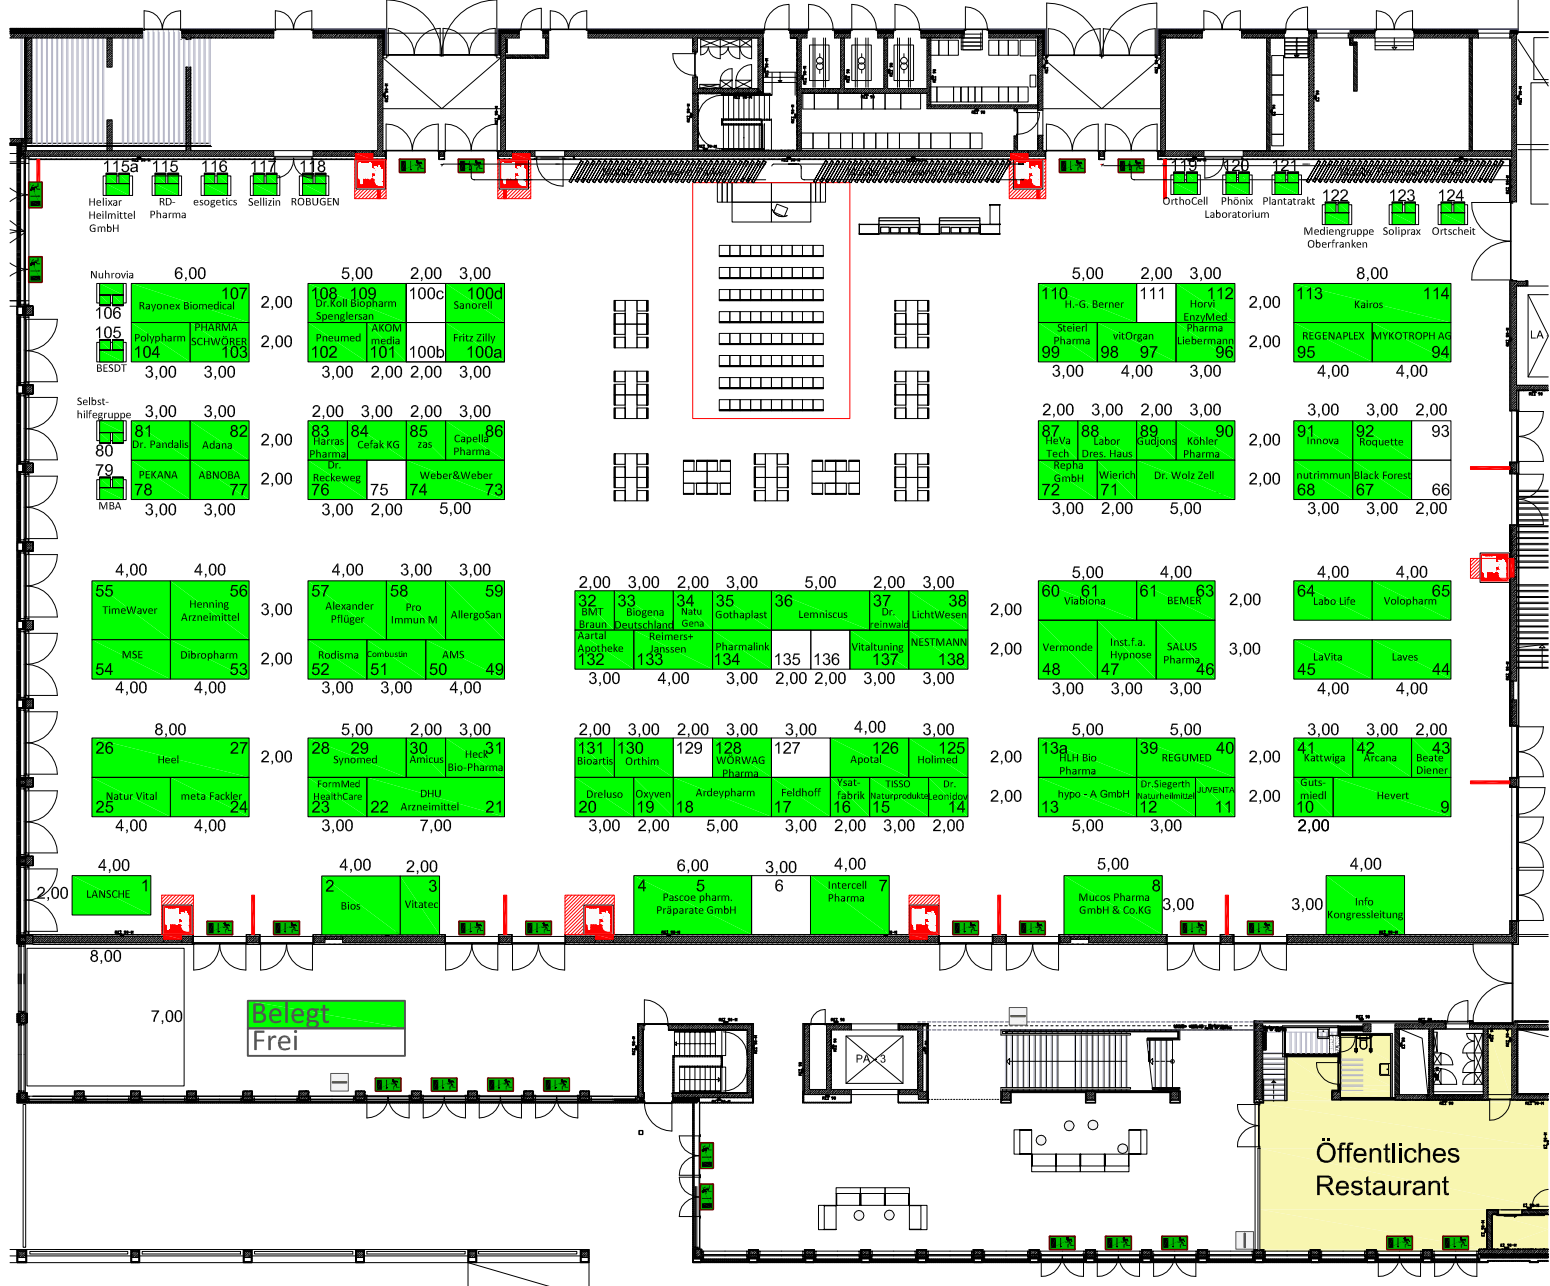 115a 115 116 117 118
Helixar Heilmittel GmbH
RD-Pharma
esogetics
Sellizin
ROBUGEN
119 120 121
OrthoCell
Phönix Laboratorium
Plantatrakt
122 123 124
Mediengruppe Oberfranken
Soliprax
Ortscheit
Nuhrovia
106
105
BESDT
6,00
107
Rayonex Biomedical
2,00
Polypharm
104
PHARMA SCHWÖRER
103
2,00
3,00 3,00
5,00 2,00 3,00
108 109
Dr.Koll Biopharm
Spenglersan
100c
100d
Sanorell
Pneumed
102
AKOM media
101
100b
Fritz Zilly
100a
3,00 2,00 2,00 3,00
5,00 2,00 3,00
110
H.-G. Berner
111
112
Horvi EnzyMed
2,00
Steierl Pharma
99
vitOrgan
98 97
Pharma Liebermann
96
2,00
3,00 4,00 3,00
8,00
113 114
Kairos
REGENAPLEX
95
MYKOTROPH AG
94
4,00 4,00
LA
Selbst-
hilfegruppe
80
79
MBA
3,00 3,00
81
Dr. Pandalis
82
Adana
2,00
PEKANA
78
ABNOBA
77
2,00
3,00 3,00
2,00 3,00 2,00 3,00
83
Harras Pharma
84
Cefak KG
85
zas
86
Capella Pharma
Dr. Reckeweg
76
75
Weber&Weber
74 73
3,00 2,00 5,00
2,00 3,00 2,00 3,00
87
HeVa Tech
88
Labor Dres. Haus
89
Gudjons
90
Köhler Pharma
2,00
Repha GmbH
72
Wierich
71
Dr. Wolz Zell
2,00
3,00 2,00 5,00
3,00 3,00 2,00
91
Innova
92
Roquette
93
nutrimmun
68
Black Forest
67
66
3,00 3,00 2,00
4,00 4,00
55
TimeWaver
56
Henning Arzneimittel
3,00
MSE
54
Dibropharm
53
2,00
4,00 4,00
4,00 3,00 3,00
57
Alexander Pflüger
58
Pro Immun M
59
AllergoSan
Rodisma
52
Combustin
51
AMS
50 49
3,00 3,00 4,00
2,00 3,00 2,00 3,00 5,00 2,00 3,00
32
BMT Braun
33
Biogena Deutschland
34
Natu Gena
35
Gothaplast
36
Lemniscus
37
Dr. reinwald
38
LichtWesen
2,00
Aartal Apotheke
132
Reimers+ Janssen
133
Pharmalink
134
135
136
Vitaltuning
137
NESTMANN
138
2,00
3,00 4,00 3,00 2,00 2,00 3,00 3,00
5,00 4,00
60 61
Viabiona
61 63
BEMER
2,00
Vermonde
48
Inst.f.a. Hypnose
47
SALUS Pharma
46
3,00
3,00 3,00 3,00
4,00 4,00
64
Labo Life
65
Volopharm
LaVita
45
Laves
44
4,00 4,00
8,00
26 27
Heel
2,00
Natur Vital
25
meta Fackler
24
4,00 4,00
5,00 2,00 3,00
28 29
Synomed
30
Amicus
31
Heck Bio-Pharma
FormMed HealthCare
23
DHU Arzneimittel
22 21
3,00 7,00
2,00 3,00 2,00 3,00 3,00 4,00 3,00
131
Bioartis
130
Orthim
129
128
WÖRWAG Pharma
127
126
Apotal
125
Holimed
2,00
Dreluso
20
Oxyven
19
Ardeypharm
18
Feldhoff
17
Ysat-fabrik
16
TISSO Naturprodukte
15
Dr. Leonidov
14
2,00
3,00 2,00 5,00 3,00 2,00 3,00 2,00
5,00 5,00
13a
HLH Bio Pharma
39 40
REGUMED
2,00
hypo - A GmbH
13
Dr.Siegerth Naturheilmittel
12
JUVENTA
11
2,00
5,00 3,00
3,00 3,00 2,00
41
Kattwiga
42
Arcana
43
Beate Diener
Guts-miedl
10
Hevert
9
2,00
4,00
2,00
LANSCHE 1
4,00 2,00
2
Bios
3
Vitatec
6,00 3,00 4,00
4 5
Pascoe pharm. Präparate GmbH
6
7
Intercell Pharma
5,00
8
Mucos Pharma GmbH & Co.KG
3,00
4,00
3,00
Info Kongressleitung
8,00
7,00
Belegt
Frei
PA - 3
Öffentliches
Restaurant